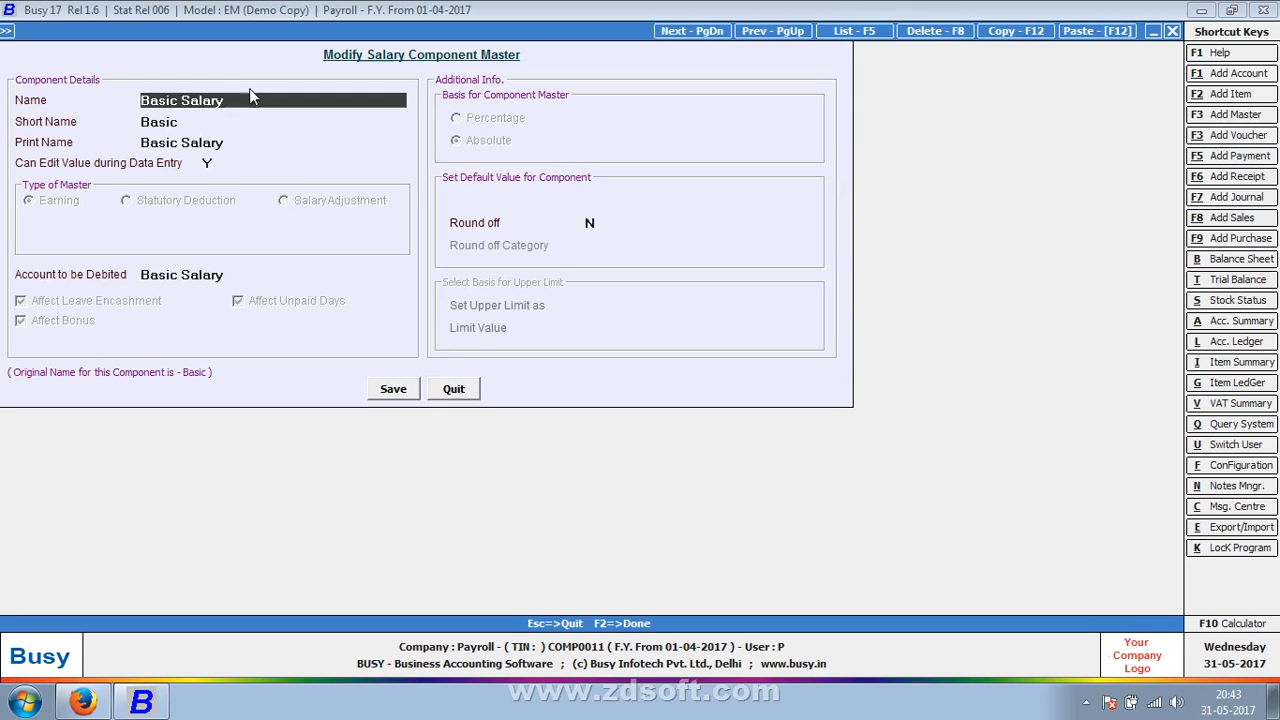 Busy 17 Rel 1.6 | Stat Rel 006 | Model : EM (Demo Copy) | Payroll - F.Y. From 01-04-2017
>>
Next - PgDn Prev - PgUp List - F5 Delete - F8 Copy - F12 Paste - [F12]
Modify Salary Component Master
Component Details
Name Basic Salary
Short Name Basic
Print Name Basic Salary
Can Edit Value during Data Entry Y
Type of Master
Earning Statutory Deduction Salary Adjustment
Account to be Debited Basic Salary
Affect Leave Encashment Affect Unpaid Days
Affect Bonus
( Original Name for this Component is - Basic )
Additional Info.
Basis for Component Master
Percentage
Absolute
Set Default Value for Component
Round off N
Round off Category
Select Basis for Upper Limit
Set Upper Limit as
Limit Value
Save Quit
Shortcut Keys
F1 Help
F1 Add Account
F2 Add Item
F3 Add Master
F3 Add Voucher
F5 Add Payment
F6 Add Receipt
F7 Add Journal
F8 Add Sales
F9 Add Purchase
B Balance Sheet
T Trial Balance
S Stock Status
A Acc. Summary
L Acc. Ledger
I Item Summary
G Item LedGer
V VAT Summary
Q Query System
U Switch User
F ConFiguration
N Notes Mngr.
C Msg. Centre
E Export/Import
K LocK Program
Esc=>Quit F2=>Done
F10 Calculator
Busy
Company : Payroll - ( TIN : ) COMP0011 ( F.Y. From 01-04-2017 ) - User : P
BUSY - Business Accounting Software ; (c) Busy Infotech Pvt. Ltd., Delhi ; www.busy.in
Your
Company
Logo
Wednesday
31-05-2017
www.zdsoft.com
B
20:43
31-05-2017